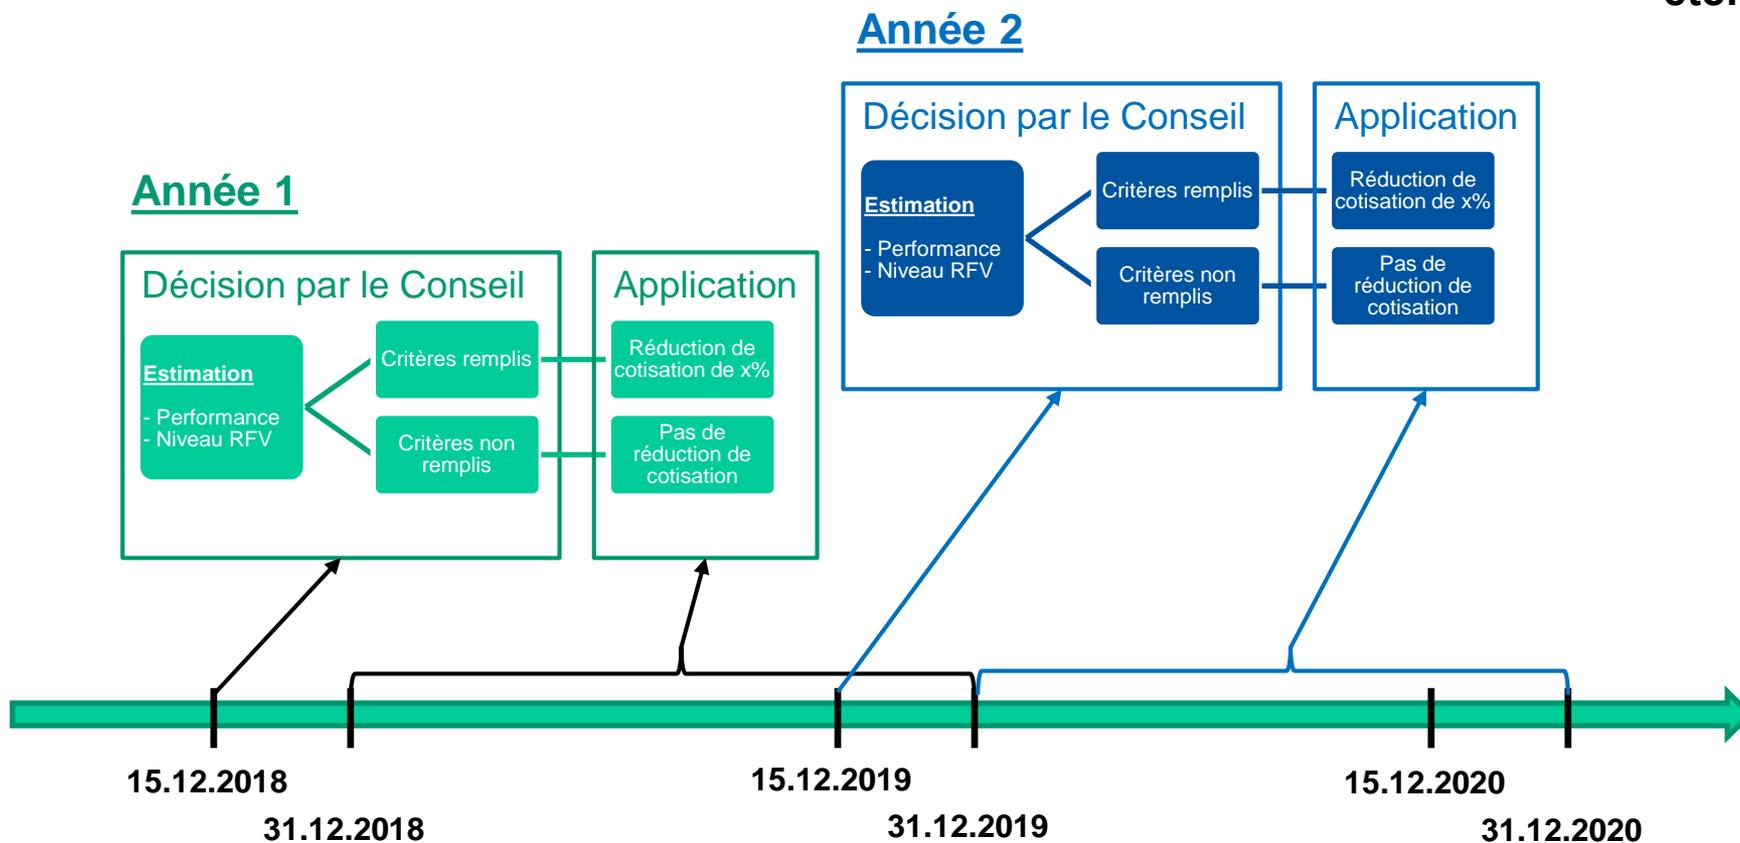 Année 2
Décision par le Conseil
Application
Estimation
- Performance
- Niveau RFV
Critères remplis
Critères non
remplis
Réduction de
cotisation de x%
Pas de
réduction de
cotisation
Année 1
Décision par le Conseil
Application
Estimation
- Performance
- Niveau RFV
Critères remplis
Critères non
remplis
Réduction de
cotisation de x%
Pas de
réduction de
cotisation
15.12.2018
31.12.2018
15.12.2019
31.12.2019
15.12.2020
31.12.2020